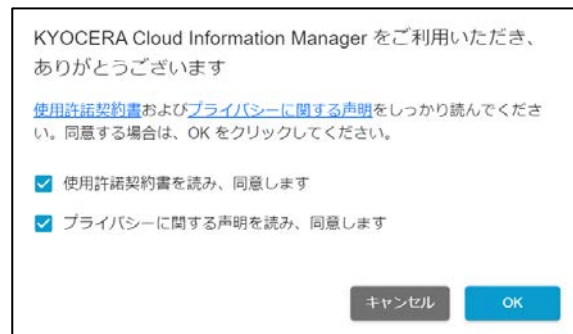 KYOCERA Cloud Information Manager をご利用いただき、
ありがとうございます
使用許諾契約書およびプライバシーに関する声明をしっかり読んでくださ
い。同意する場合は、OK をクリックしてください。
使用許諾契約書を読み、同意します
プライバシーに関する声明を読み、同意します
キャンセル
OK